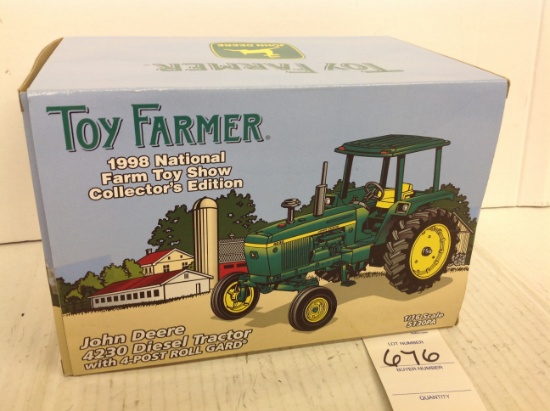 JOHN DEERE
TOY FARMER
TOY FARMER®
1998 National
Farm Toy Show
Collector's Edition
John Deere
4230 Diesel Tractor
with 4-POST ROLL GARD®
1/16 Scale
5130PA
LOT NUMBER
676
BUYER NUMBER
QUANTITY